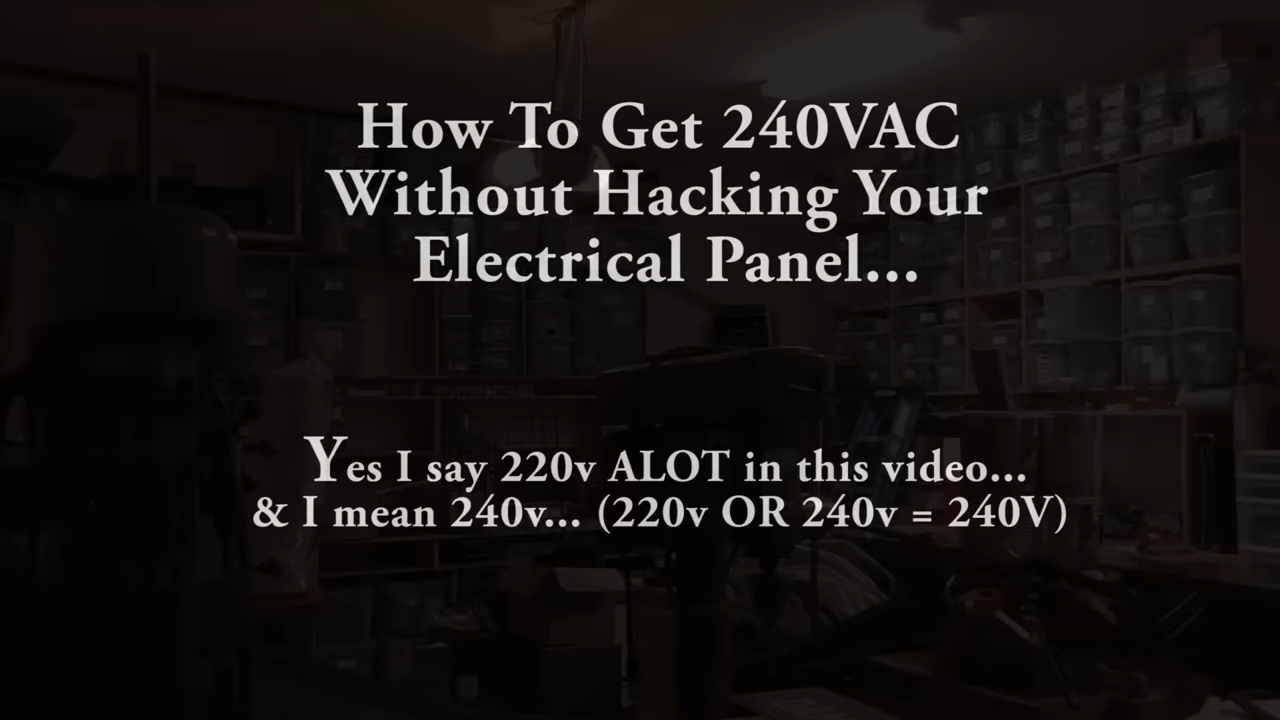 How To Get 240VAC
Without Hacking Your
Electrical Panel...
Yes I say 220v ALOT in this video...
& I mean 240v... (220v OR 240v = 240V)